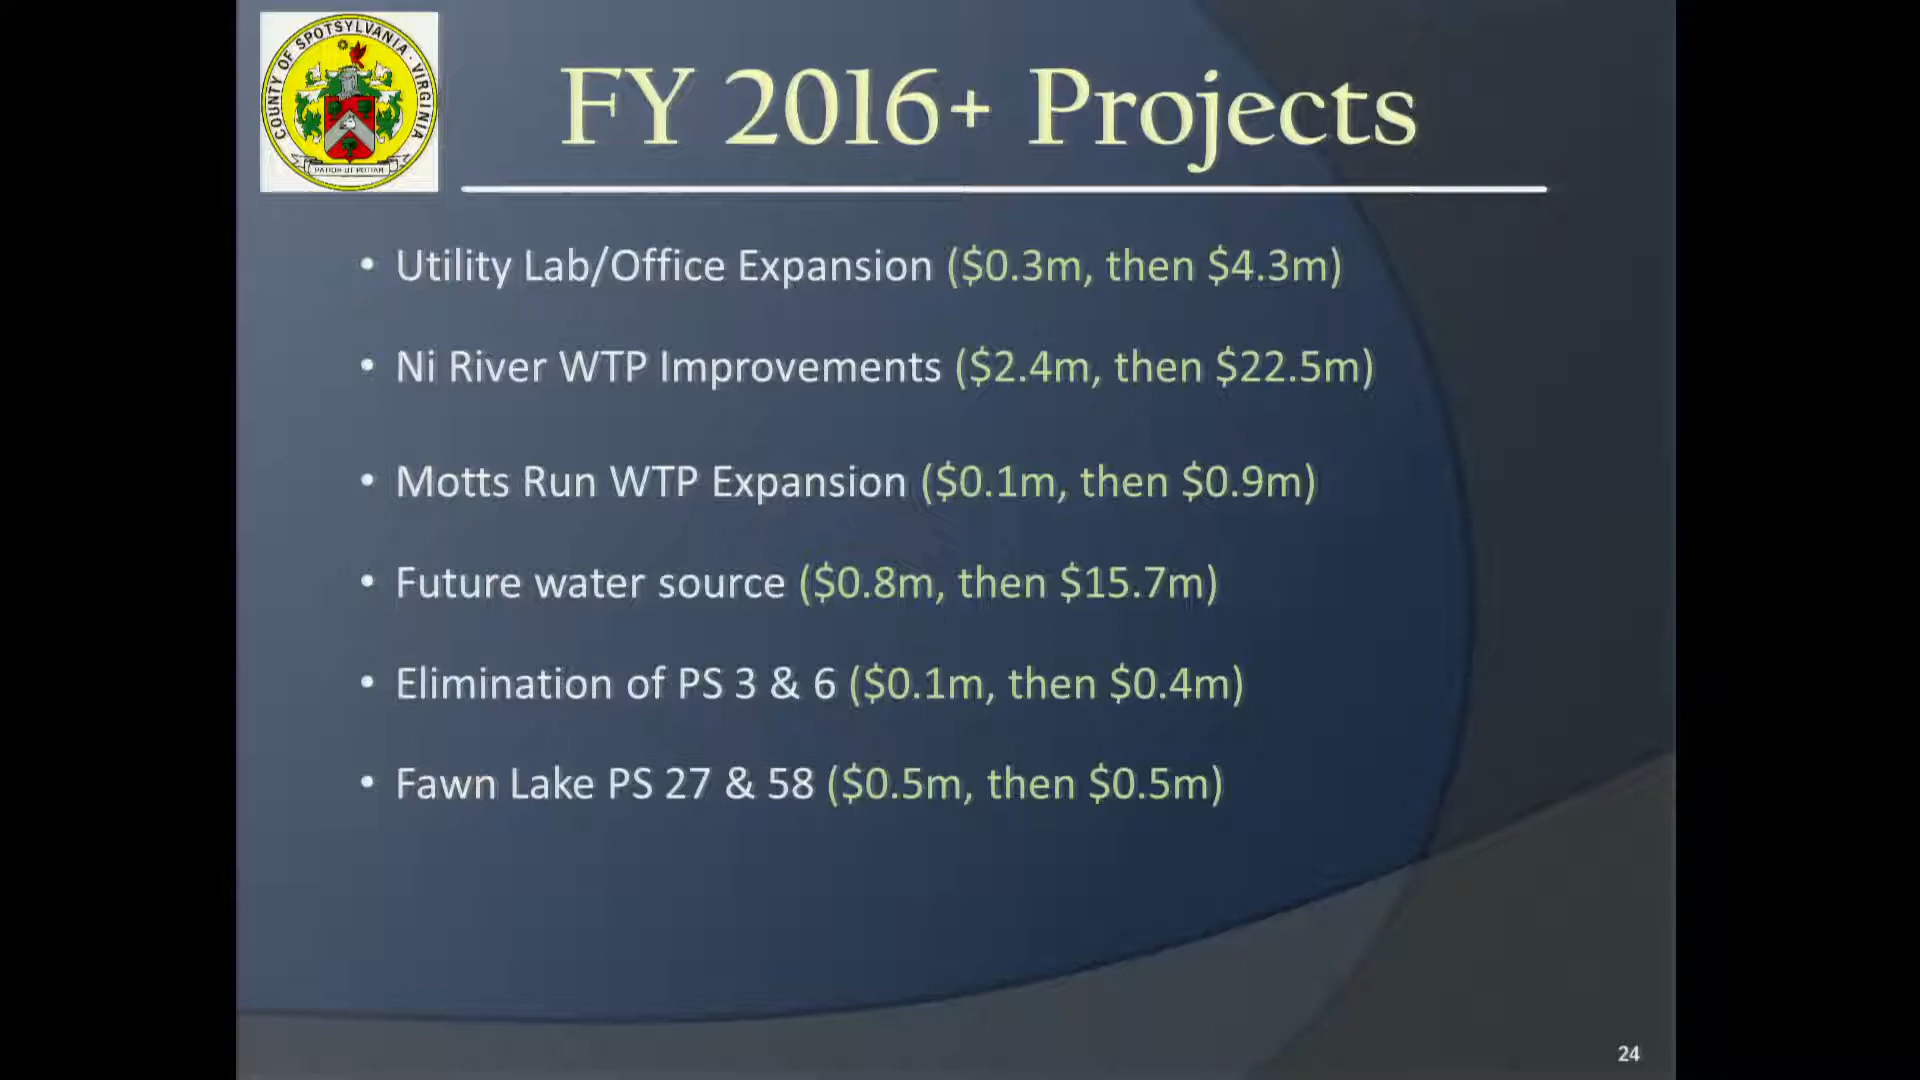 COUNTY OF SPOTSYLVANIA · VIRGINIA
FY 2016+ Projects
• Utility Lab/Office Expansion ($0.3m, then $4.3m)
• Ni River WTP Improvements ($2.4m, then $22.5m)
• Motts Run WTP Expansion ($0.1m, then $0.9m)
• Future water source ($0.8m, then $15.7m)
• Elimination of PS 3 & 6 ($0.1m, then $0.4m)
• Fawn Lake PS 27 & 58 ($0.5m, then $0.5m)
24